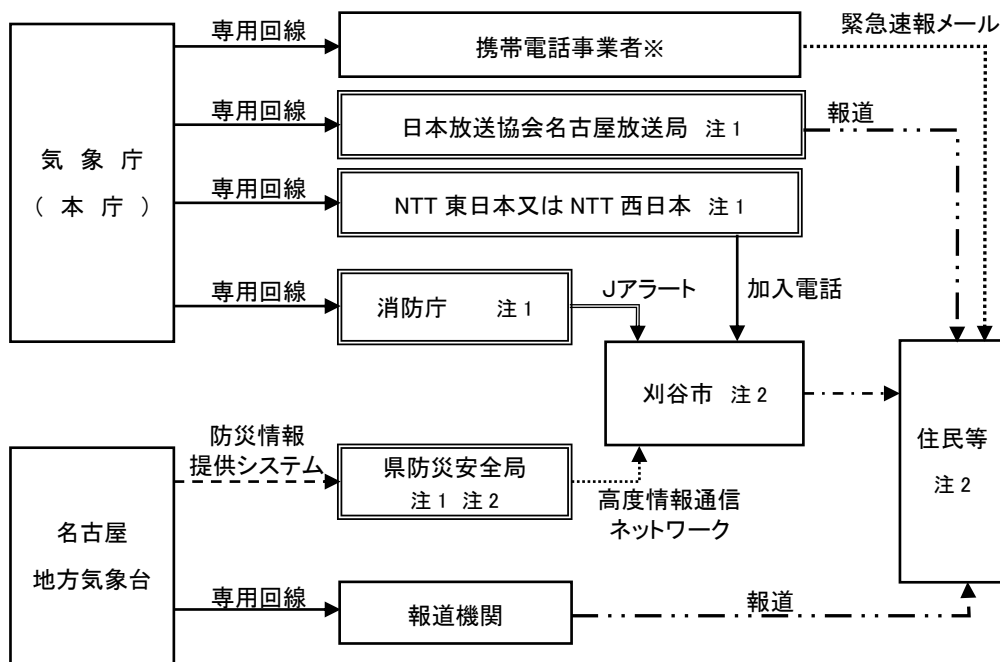 専用回線
携帯電話事業者※
緊急速報メール
専用回線
日本放送協会名古屋放送局 注1
報道
気 象 庁
( 本 庁 )
専用回線
NTT 東日本又は NTT 西日本 注1
専用回線
消防庁 注1
Jアラート
加入電話
刈谷市 注2
住民等
注2
防災情報
提供システム
県防災安全局
注1 注2
高度情報通信
ネットワーク
名古屋
地方気象台
専用回線
報道機関
報道